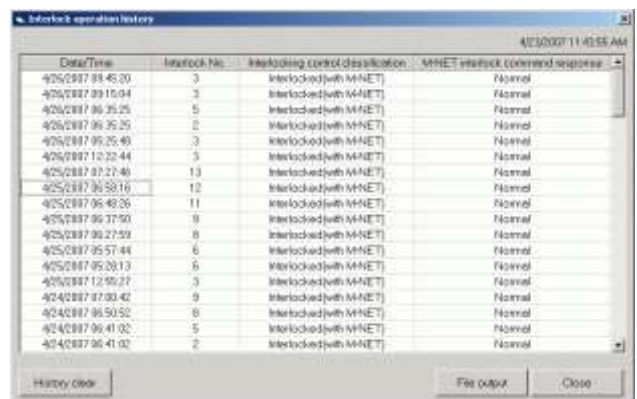 Interlock operation history
4/23/2007 11:43:55 AM
Date/Time Interlock No. Interlocking control classification M-NET interlock command response
4/26/2007 09:45:20 3 Interlocked(with M-NET) Normal
4/26/2007 09:15:04 3 Interlocked(with M-NET) Normal
4/26/2007 06:35:25 5 Interlocked(with M-NET) Normal
4/26/2007 06:35:25 2 Interlocked(with M-NET) Normal
4/26/2007 05:25:48 3 Interlocked(with M-NET) Normal
4/26/2007 12:22:44 3 Interlocked(with M-NET) Normal
4/25/2007 07:27:46 13 Interlocked(with M-NET) Normal
4/25/2007 06:58:16 12 Interlocked(with M-NET) Normal
4/25/2007 06:48:26 11 Interlocked(with M-NET) Normal
4/25/2007 06:37:50 9 Interlocked(with M-NET) Normal
4/25/2007 06:27:59 8 Interlocked(with M-NET) Normal
4/25/2007 05:57:44 6 Interlocked(with M-NET) Normal
4/25/2007 05:28:13 6 Interlocked(with M-NET) Normal
4/25/2007 12:55:27 3 Interlocked(with M-NET) Normal
4/24/2007 07:00:42 9 Interlocked(with M-NET) Normal
4/24/2007 06:50:52 8 Interlocked(with M-NET) Normal
4/24/2007 06:41:02 5 Interlocked(with M-NET) Normal
4/24/2007 06:41:02 2 Interlocked(with M-NET) Normal
History clear File output Close